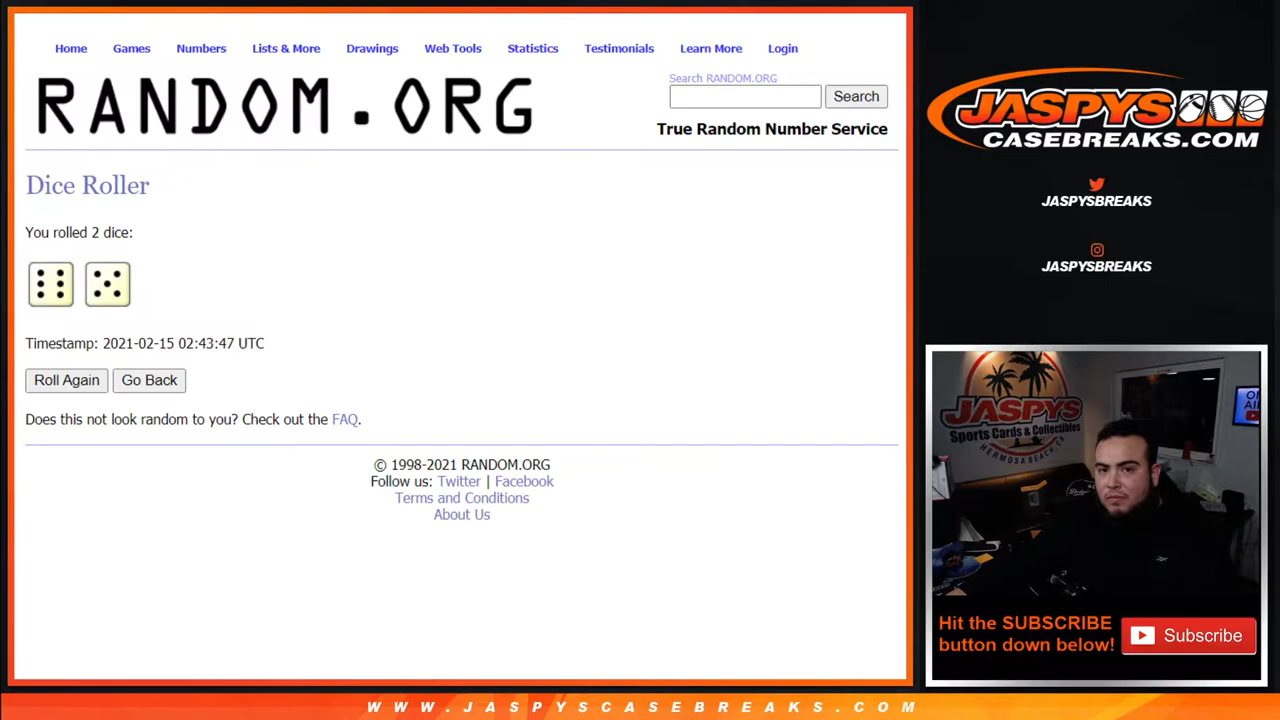 Home Games Numbers Lists & More Drawings Web Tools Statistics Testimonials Learn More Login
RANDOM.ORG
Search RANDOM.ORG
Search
True Random Number Service
Dice Roller
You rolled 2 dice:
Timestamp: 2021-02-15 02:43:47 UTC
Roll Again Go Back
Does this not look random to you? Check out the FAQ.
© 1998-2021 RANDOM.ORG
Follow us: Twitter | Facebook
Terms and Conditions
About Us
JASPYS
CASEBREAKS.COM
JASPYSBREAKS
JASPYSBREAKS
JASPYS
Sports Cards & Collectibles
HERMOSA BEACH, CA
Hit the SUBSCRIBE
button down below!
Subscribe
WWW.JASPYSCASEBREAKS.COM